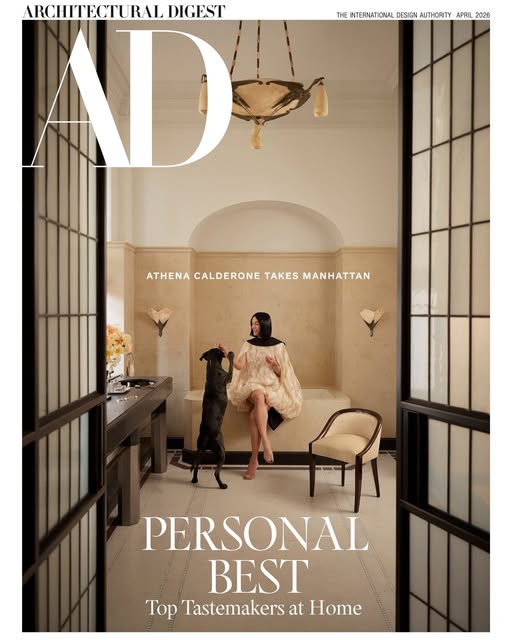 ARCHITECTURAL DIGEST
THE INTERNATIONAL DESIGN AUTHORITY APRIL 2026
AD
ATHENA CALDERONE TAKES MANHATTAN
PERSONAL
BEST
Top Tastemakers at Home